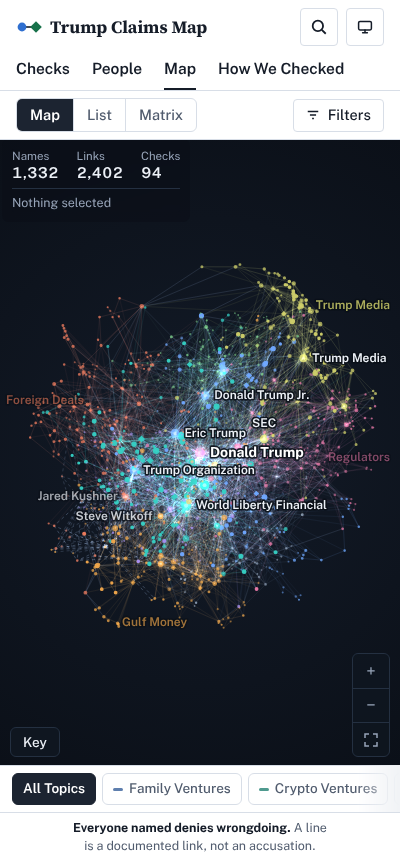 Trump Claims Map
Checks People Map How We Checked
Map List Matrix Filters
Names Links Checks
1,332 2,402 94
Nothing selected
Trump Media
Trump Media
Donald Trump Jr.
Foreign Deals
SEC
Eric Trump
Donald Trump
Regulators
Trump Organization
Jared Kushner
World Liberty Financial
Steve Witkoff
Gulf Money
+
−
Key
All Topics Family Ventures Crypto Ventures
Everyone named denies wrongdoing. A line
is a documented link, not an accusation.